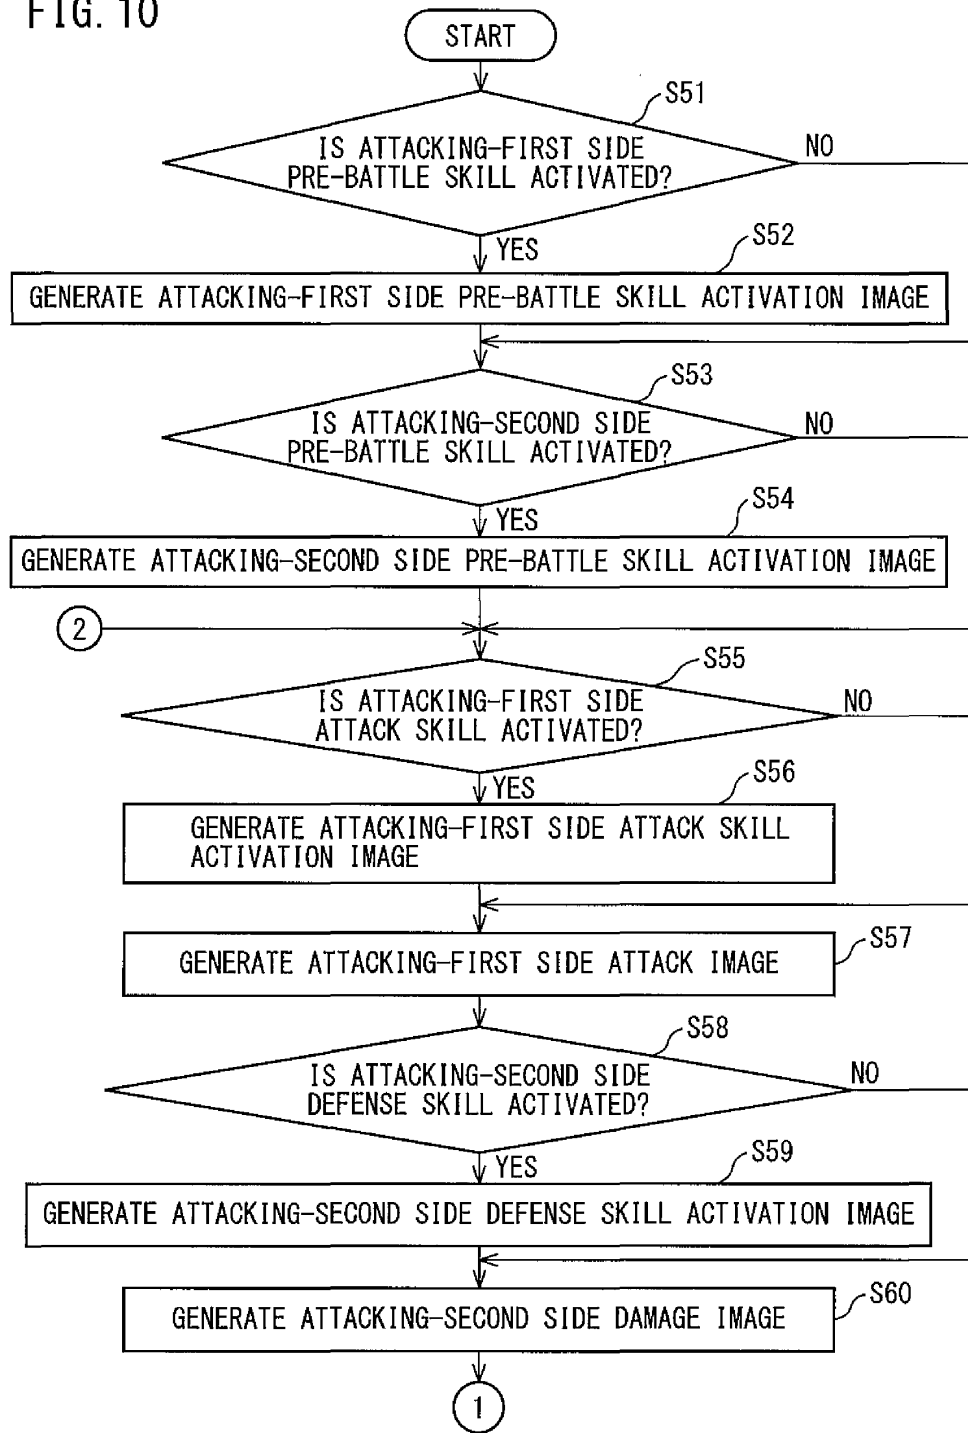 FIG. 10
START
S51
IS ATTACKING-FIRST SIDE
PRE-BATTLE SKILL ACTIVATED?
NO
YES
S52
GENERATE ATTACKING-FIRST SIDE PRE-BATTLE SKILL ACTIVATION IMAGE
S53
IS ATTACKING-SECOND SIDE
PRE-BATTLE SKILL ACTIVATED?
NO
YES
S54
GENERATE ATTACKING-SECOND SIDE PRE-BATTLE SKILL ACTIVATION IMAGE
2
S55
IS ATTACKING-FIRST SIDE
ATTACK SKILL ACTIVATED?
NO
YES
S56
GENERATE ATTACKING-FIRST SIDE ATTACK SKILL
ACTIVATION IMAGE
S57
GENERATE ATTACKING-FIRST SIDE ATTACK IMAGE
S58
IS ATTACKING-SECOND SIDE
DEFENSE SKILL ACTIVATED?
NO
YES
S59
GENERATE ATTACKING-SECOND SIDE DEFENSE SKILL ACTIVATION IMAGE
S60
GENERATE ATTACKING-SECOND SIDE DAMAGE IMAGE
1